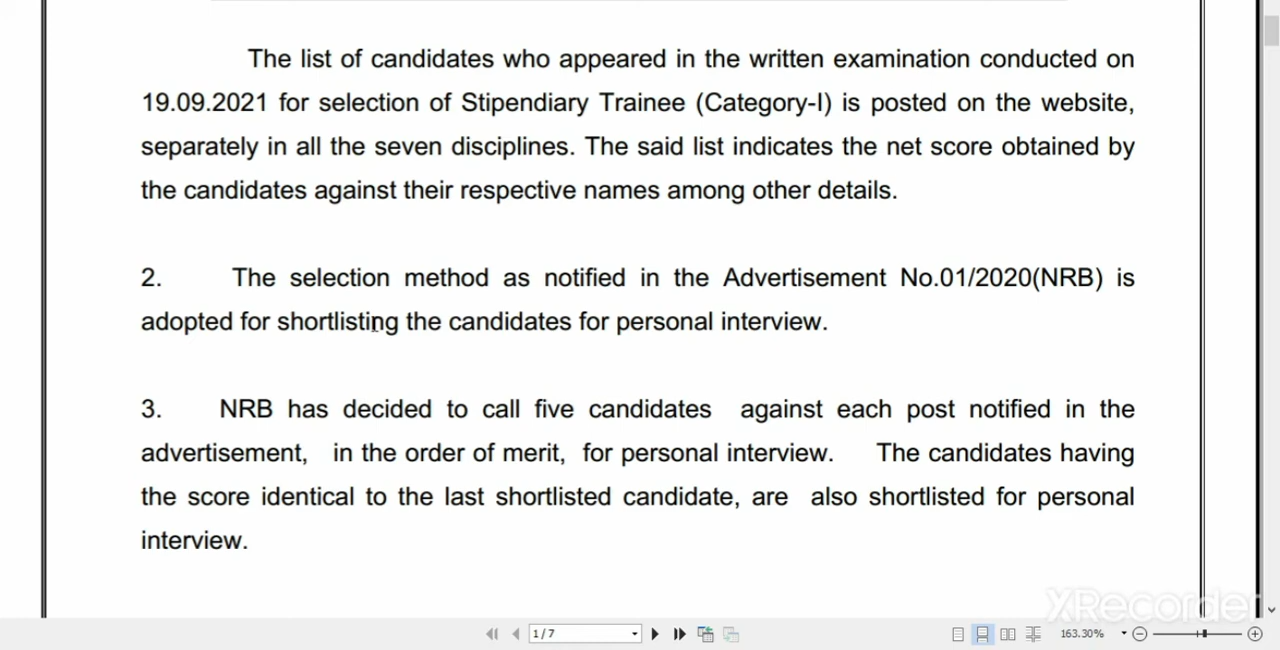 The list of candidates who appeared in the written examination conducted on
19.09.2021 for selection of Stipendiary Trainee (Category-I) is posted on the website,
separately in all the seven disciplines. The said list indicates the net score obtained by
the candidates against their respective names among other details.
2. The selection method as notified in the Advertisement No.01/2020(NRB) is
adopted for shortlisting the candidates for personal interview.
3. NRB has decided to call five candidates against each post notified in the
advertisement, in the order of merit, for personal interview. The candidates having
the score identical to the last shortlisted candidate, are also shortlisted for personal
interview.
XRecorder
1 / 7
163.30%